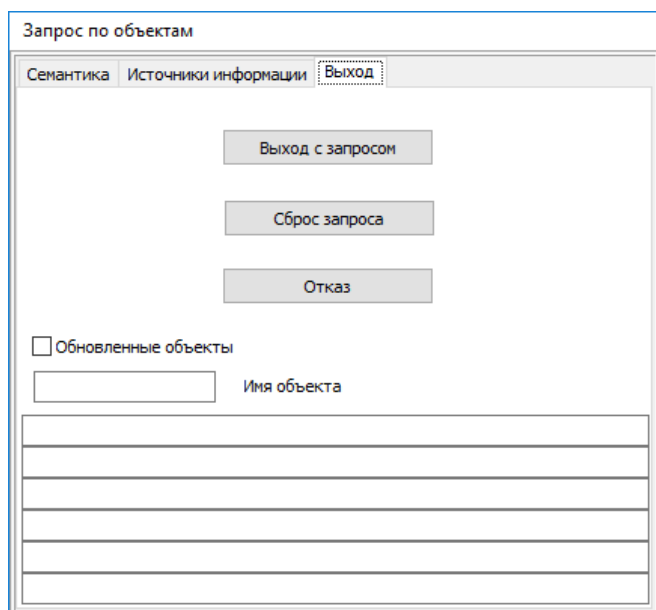 Запрос по объектам
Семантика Источники информации Выход
Выход с запросом
Сброс запроса
Отказ
Обновленные объекты
Имя объекта